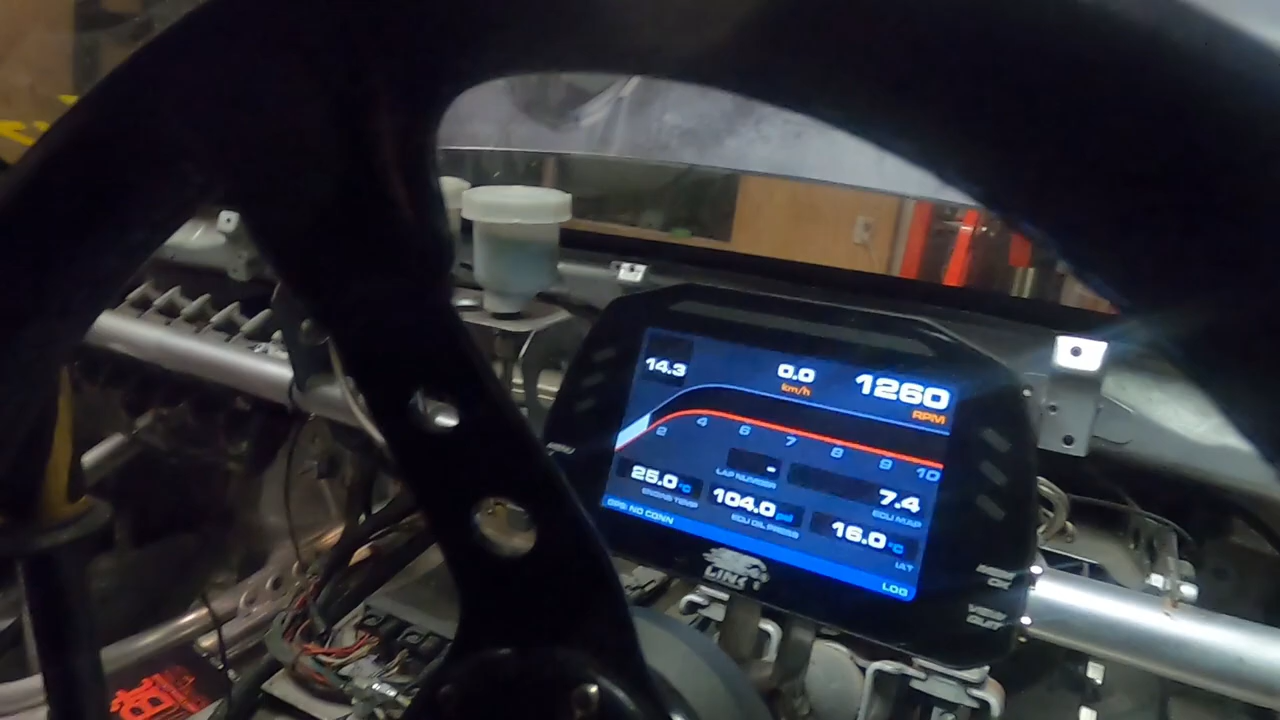 14.3
0.0
km/h
1260
RPM
2 4 6 7 8 9 10
-
LAP NUMBER
7.4
ECU MAP
25.0 °C
ENGINE TEMP
104.0 psi
ECU OIL PRESS
16.0 °C
GPS: NO CONN
LOG
LINK